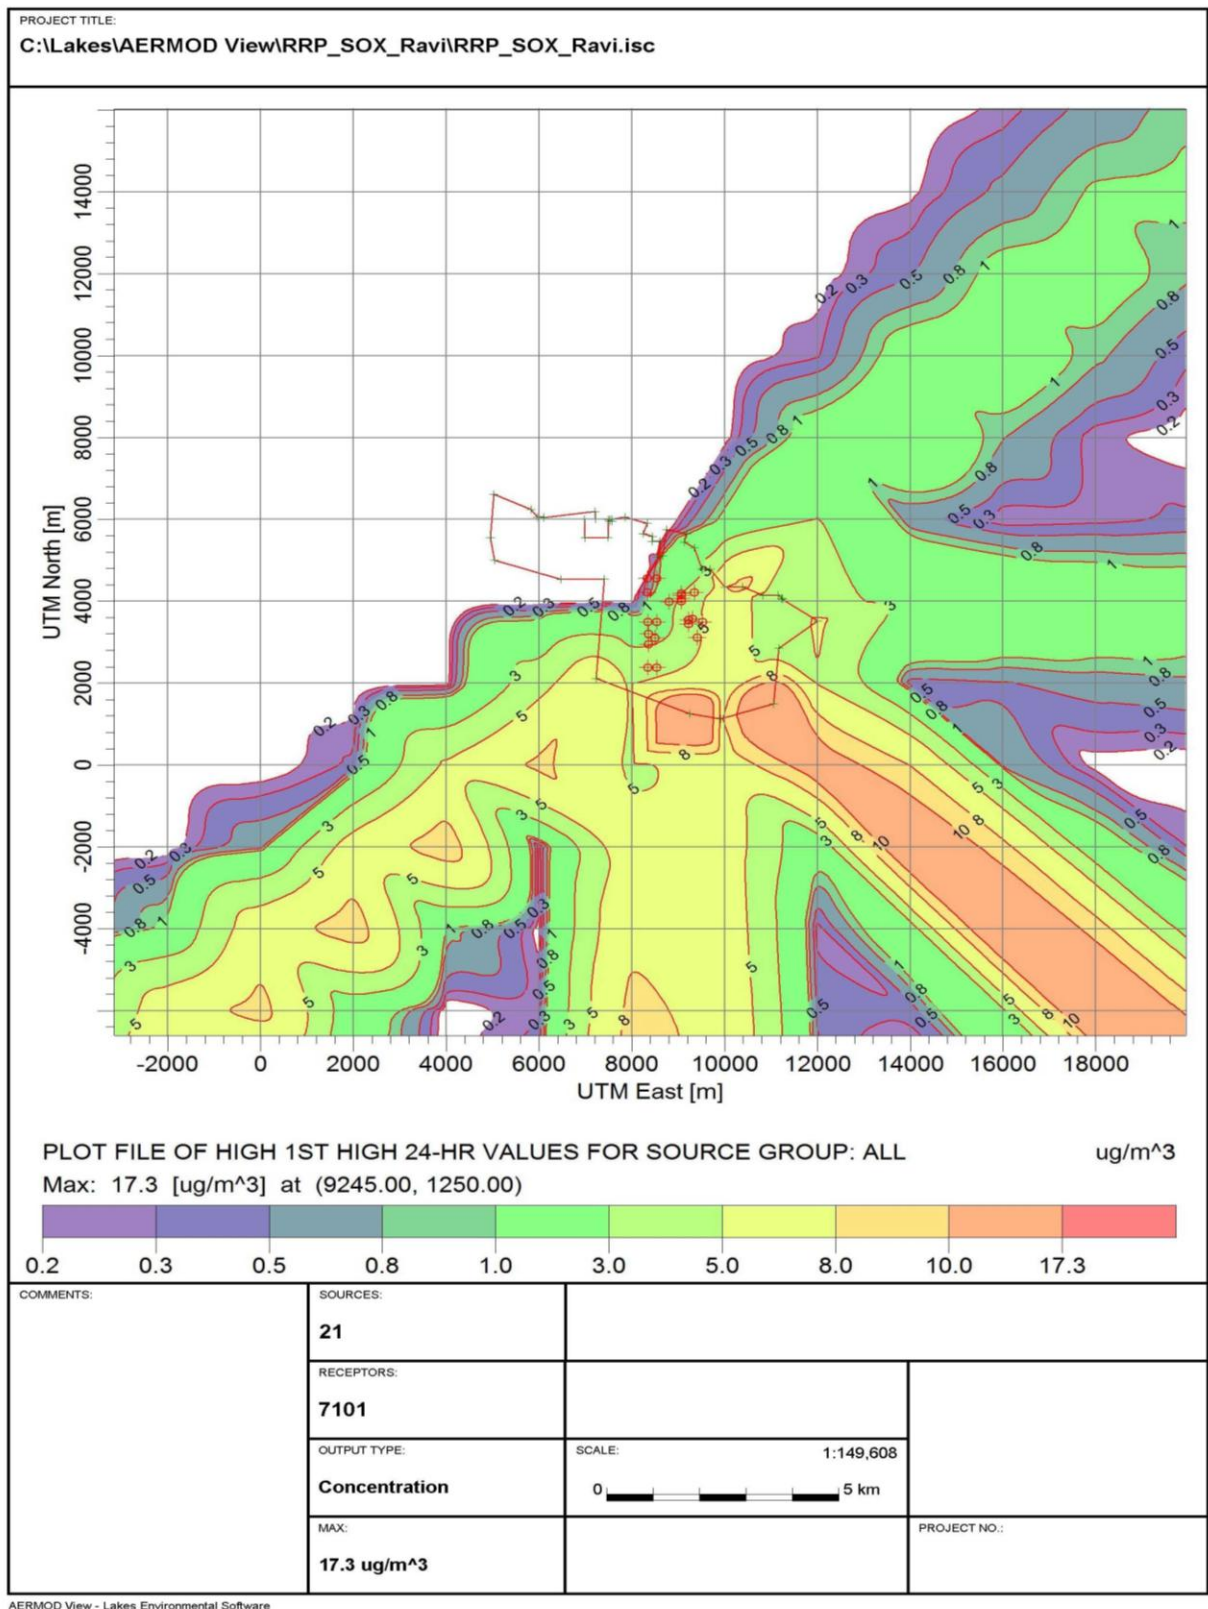 PROJECT TITLE:
C:\Lakes\AERMOD View\RRP_SOX_Ravi\RRP_SOX_Ravi.isc
UTM North [m]
14000
12000
10000
8000
6000
4000
2000
0
-2000
-4000
-2000 0 2000 4000 6000 8000 10000 12000 14000 16000 18000
UTM East [m]
PLOT FILE OF HIGH 1ST HIGH 24-HR VALUES FOR SOURCE GROUP: ALL ug/m^3
Max: 17.3 [ug/m^3] at (9245.00, 1250.00)
0.2 0.3 0.5 0.8 1.0 3.0 5.0 8.0 10.0 17.3
COMMENTS:
SOURCES:
21
RECEPTORS:
7101
OUTPUT TYPE:
Concentration
SCALE: 1:149,608
0 5 km
MAX:
17.3 ug/m^3
PROJECT NO.:
AERMOD View - Lakes Environmental Software